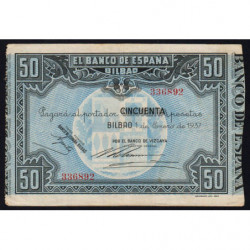 50 EL BANCO DE ESPAÑA 50
BILBAO
336892
Pagará al portador CINCUENTA pesetas
BILBAO 1 de Enero de 1937
POR EL BANCO DE ESPAÑA
336892
50 50
BANCO DE ESPAÑA